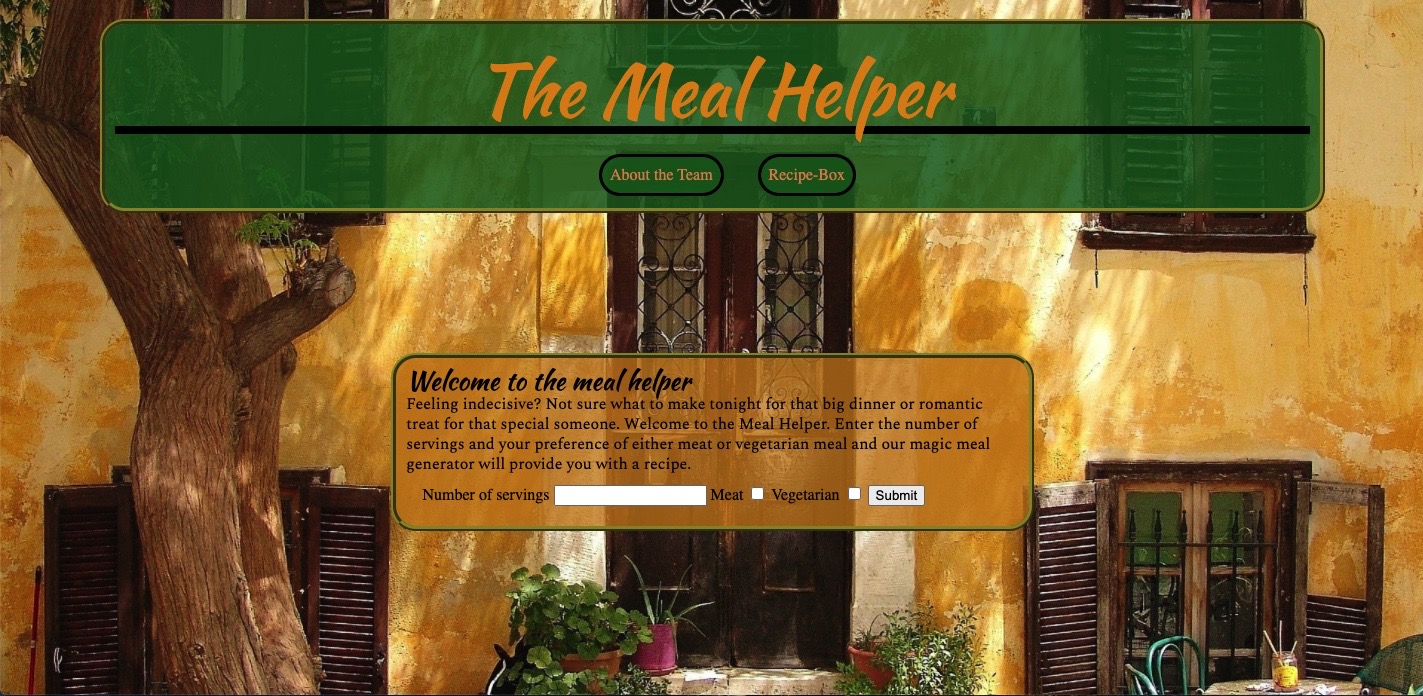 The Meal Helper
About the Team
Recipe-Box
Welcome to the meal helper
Feeling indecisive? Not sure what to make tonight for that big dinner or romantic
treat for that special someone. Welcome to the Meal Helper. Enter the number of
servings and your preference of either meat or vegetarian meal and our magic meal
generator will provide you with a recipe.
Number of servings Meat Vegetarian Submit